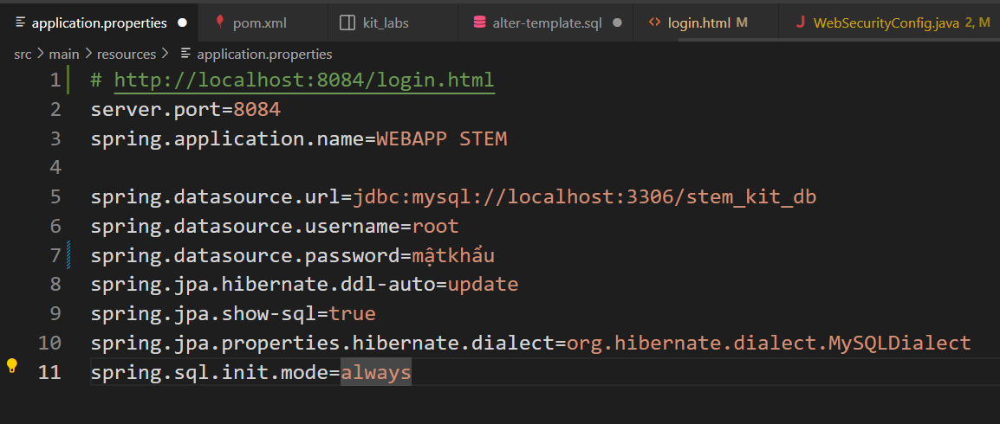 application.properties pom.xml kit_labs alter-template.sql login.html M WebSecurityConfig.java 2, M
src > main > resources > application.properties
1 # http://localhost:8084/login.html
2 server.port=8084
3 spring.application.name=WEBAPP STEM
4
5 spring.datasource.url=jdbc:mysql://localhost:3306/stem_kit_db
6 spring.datasource.username=root
7 spring.datasource.password=mậtkhẩu
8 spring.jpa.hibernate.ddl-auto=update
9 spring.jpa.show-sql=true
10 spring.jpa.properties.hibernate.dialect=org.hibernate.dialect.MySQLDialect
11 spring.sql.init.mode=always